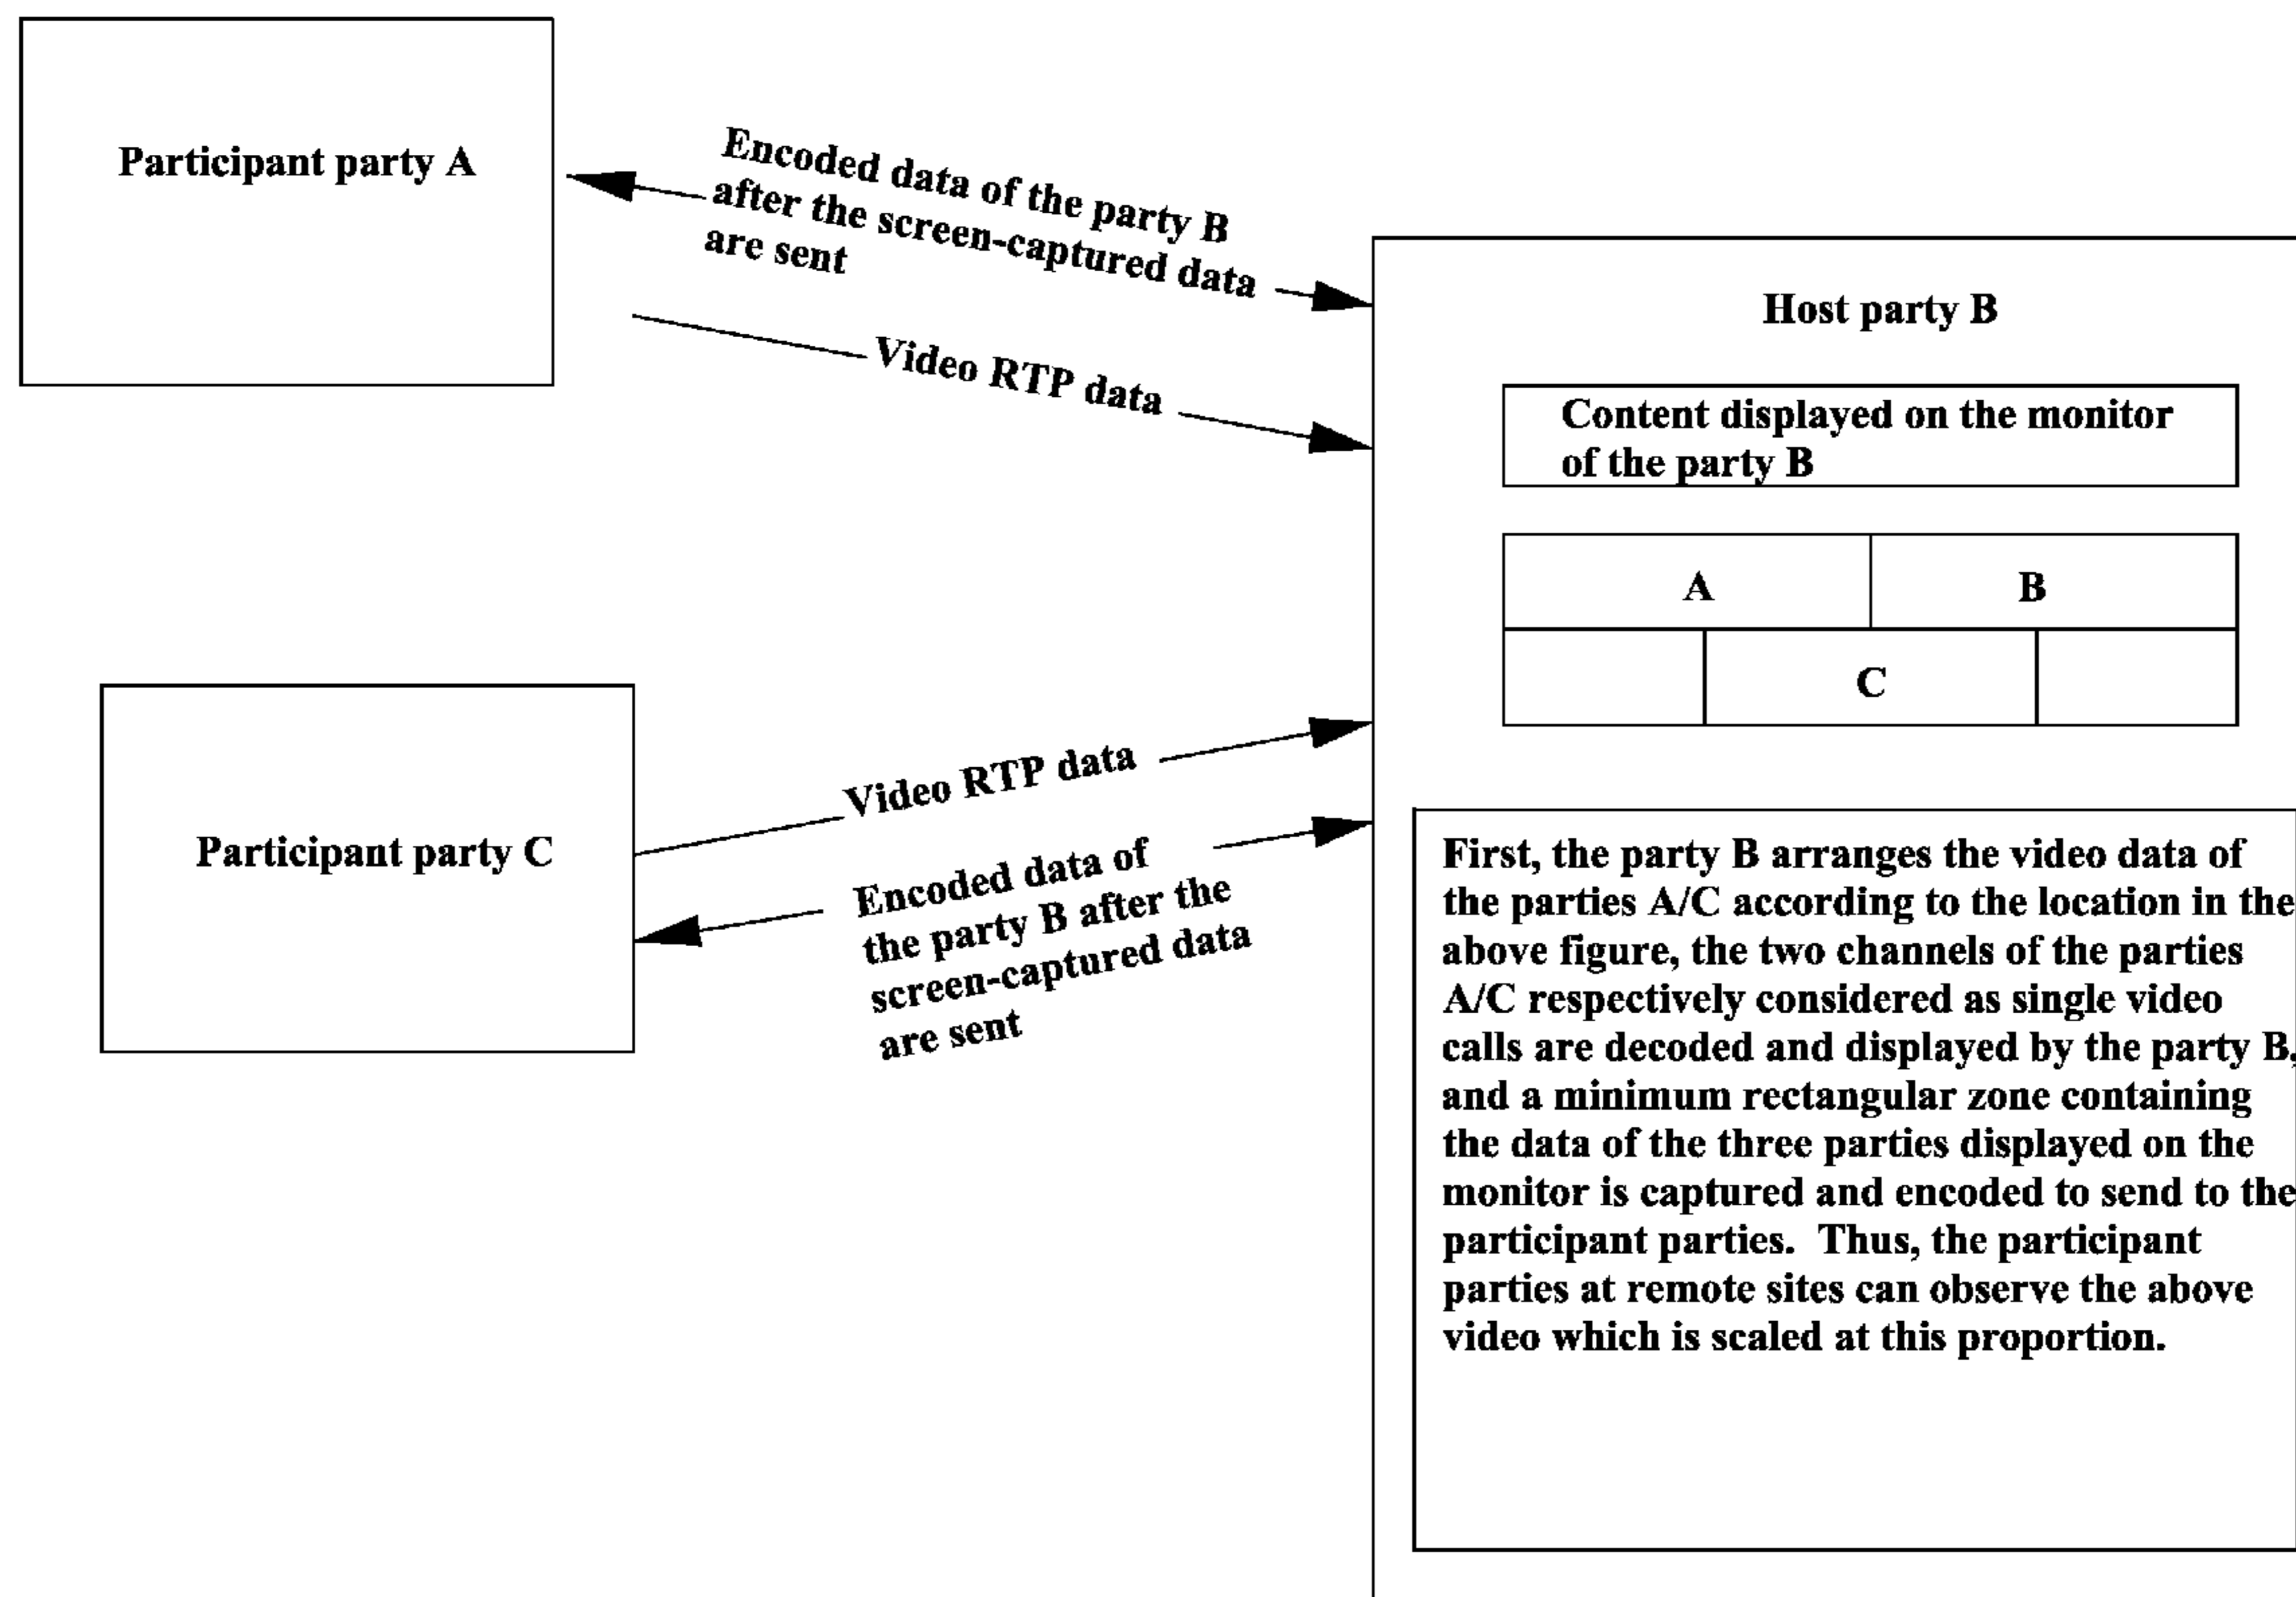 Participant party A
Encoded data of the party B
after the screen-captured data
are sent
Video RTP data
Host party B
Content displayed on the monitor
of the party B
A
B
C
Participant party C
Video RTP data
Encoded data of
the party B after the
screen-captured data
are sent
First, the party B arranges the video data of
the parties A/C according to the location in the
above figure, the two channels of the parties
A/C respectively considered as single video
calls are decoded and displayed by the party B,
and a minimum rectangular zone containing
the data of the three parties displayed on the
monitor is captured and encoded to send to the
participant parties.  Thus, the participant
parties at remote sites can observe the above
video which is scaled at this proportion.